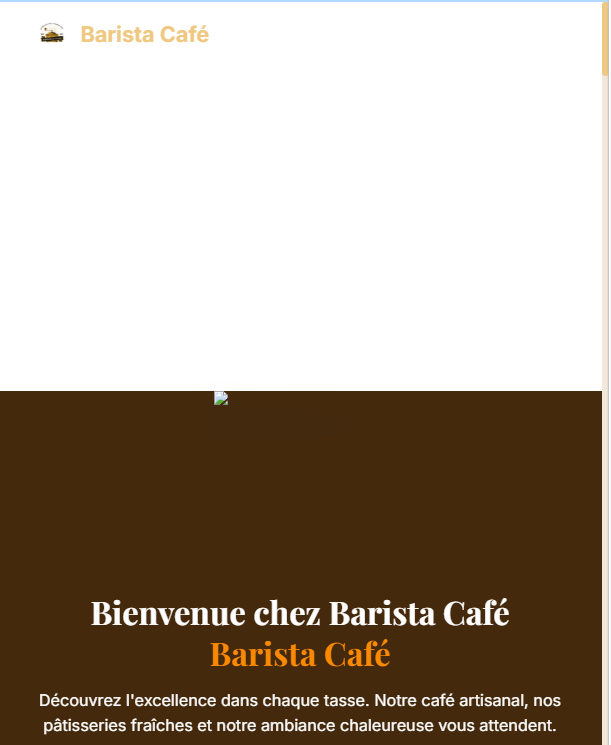 Barista Café
Bienvenue chez Barista Café
Barista Café
Découvrez l'excellence dans chaque tasse. Notre café artisanal, nos
pâtisseries fraîches et notre ambiance chaleureuse vous attendent.